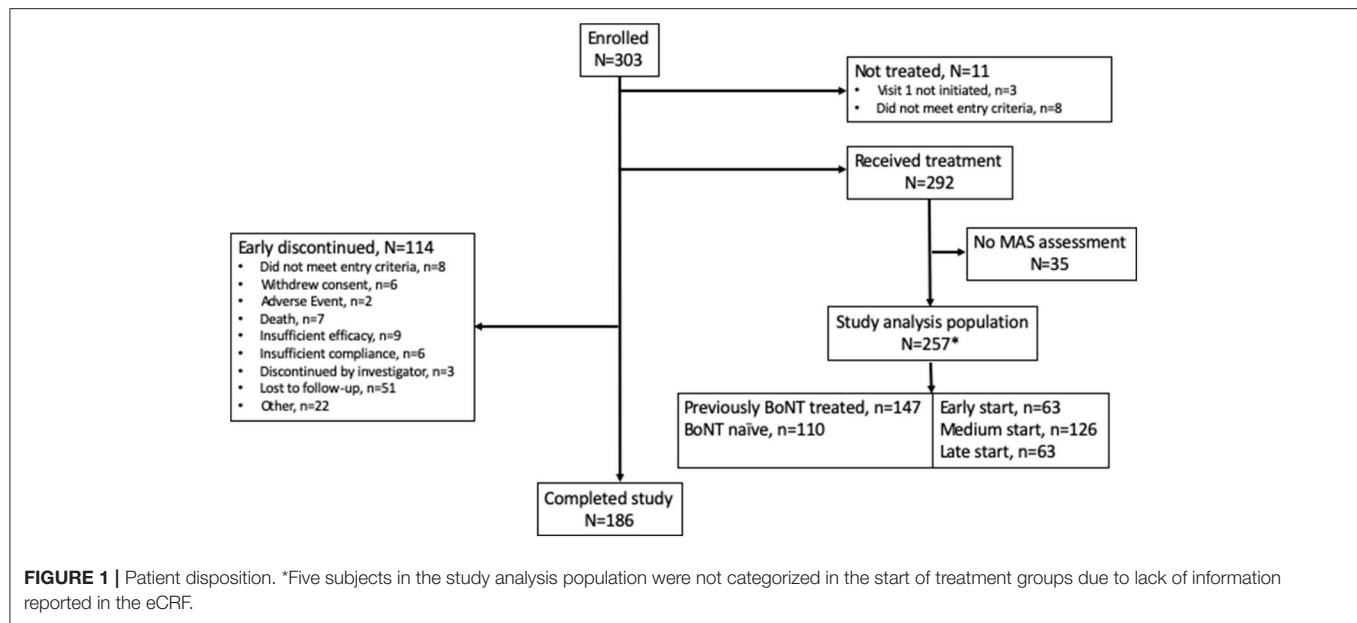 Enrolled
N=303
Not treated, N=11
• Visit 1 not initiated, n=3
• Did not meet entry criteria, n=8
Received treatment
N=292
No MAS assessment
N=35
Early discontinued, N=114
• Did not meet entry criteria, n=8
• Withdrew consent, n=6
• Adverse Event, n=2
• Death, n=7
• Insufficient efficacy, n=9
• Insufficient compliance, n=6
• Discontinued by investigator, n=3
• Lost to follow-up, n=51
• Other, n=22
Study analysis population
N=257*
Previously BoNT treated, n=147
BoNT naïve, n=110
Early start, n=63
Medium start, n=126
Late start, n=63
Completed study
N=186
FIGURE 1 | Patient disposition. *Five subjects in the study analysis population were not categorized in the start of treatment groups due to lack of information
reported in the eCRF.